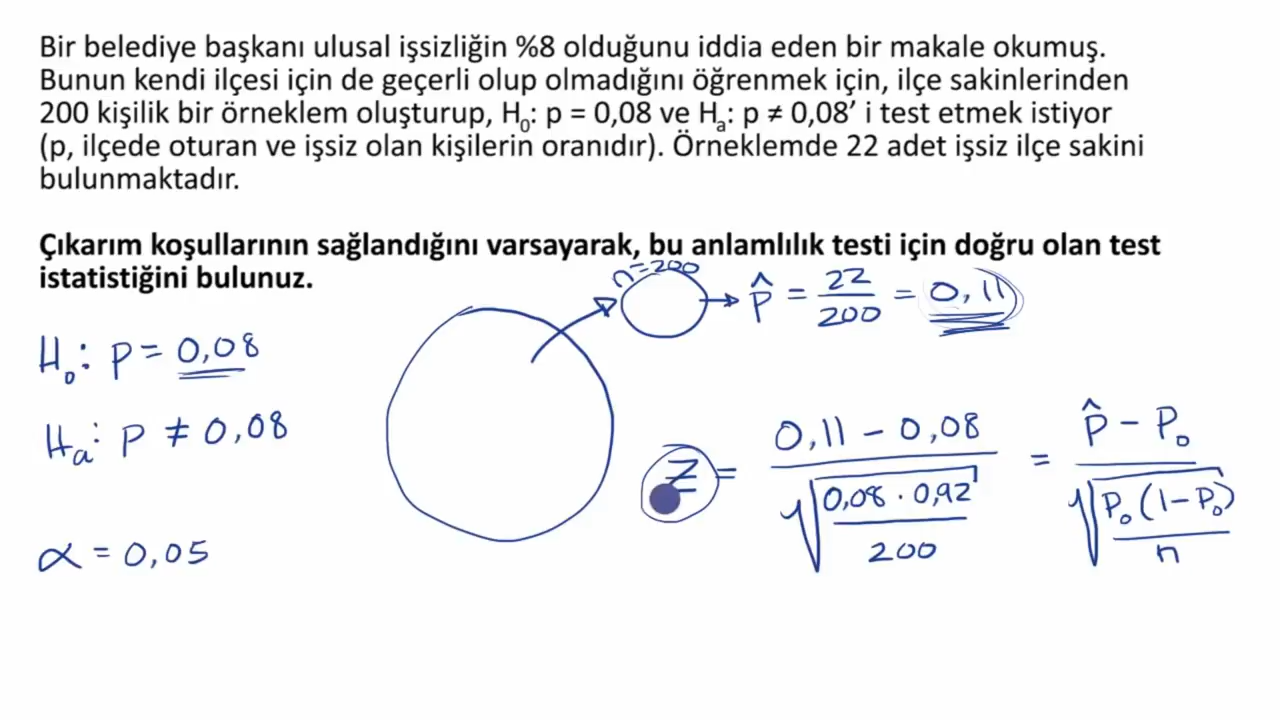 Bir belediye başkanı ulusal işsizliğin %8 olduğunu iddia eden bir makale okumuş.
Bunun kendi ilçesi için de geçerli olup olmadığını öğrenmek için, ilçe sakinlerinden
200 kişilik bir örneklem oluşturup, H₀: p = 0,08 ve Hₐ: p ≠ 0,08’ i test etmek istiyor
(p, ilçede oturan ve işsiz olan kişilerin oranıdır). Örneklemde 22 adet işsiz ilçe sakini
bulunmaktadır.
Çıkarım koşullarının sağlandığını varsayarak, bu anlamlılık testi için doğru olan test
istatistiğini bulunuz.
n=200
p̂ = 22/200 = 0,11
H₀: p = 0,08
Hₐ: p ≠ 0,08
α = 0,05
Z = (0,11 - 0,08)/√(0,08 · 0,92/200) = (p̂ - P₀)/√(P₀(1-P₀)/n)